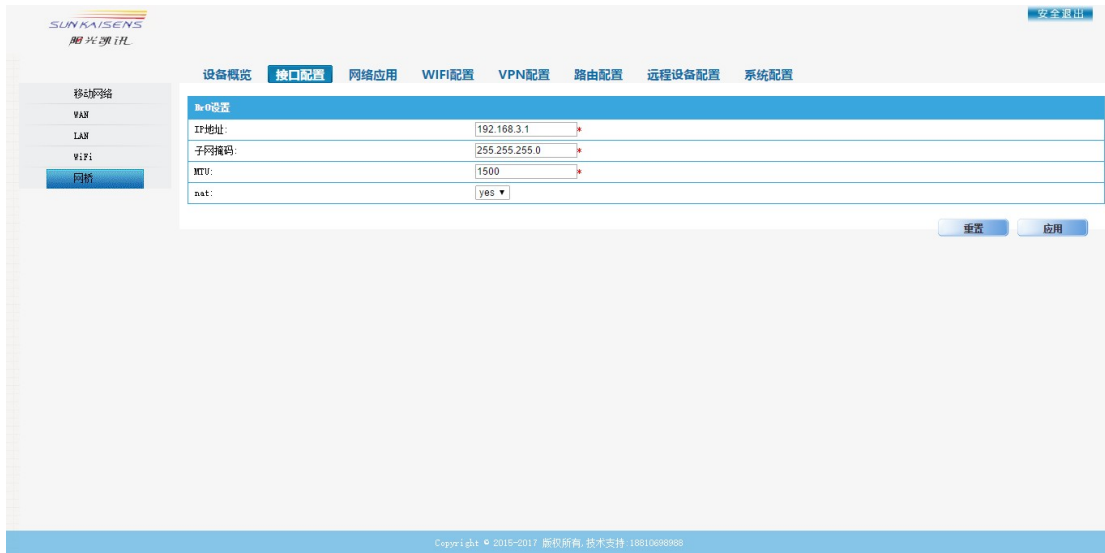 SUNKAISENS
阳光凯讯
安全退出
设备概览 接口配置 网络应用 WIFI配置 VPN配置 路由配置 远程设备配置 系统配置
移动网络
WAN
LAN
WiFi
网桥
Br0设置
IP地址: 192.168.3.1 *
子网掩码: 255.255.255.0 *
MTU: 1500 *
nat: yes
重置 应用
Copyright © 2015-2017 版权所有,技术支持:18810698988